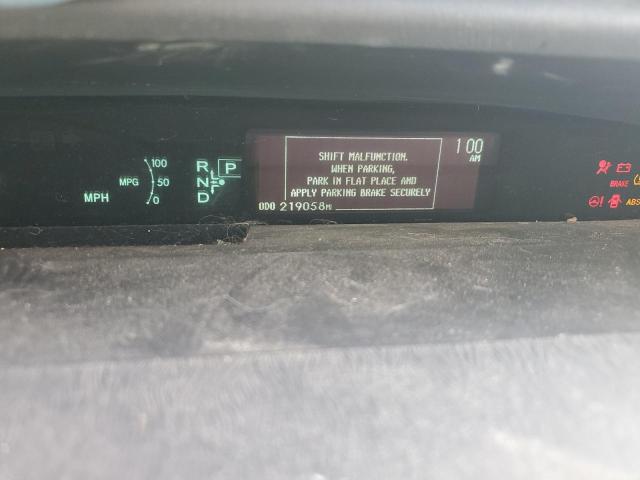 100
MPG 50
MPH 0
R P
N
D
SHIFT MALFUNCTION.
WHEN PARKING,
PARK IN FLAT PLACE AND
APPLY PARKING BRAKE SECURELY
ODO 219058MI
1 00
AM
BRAKE
ABS